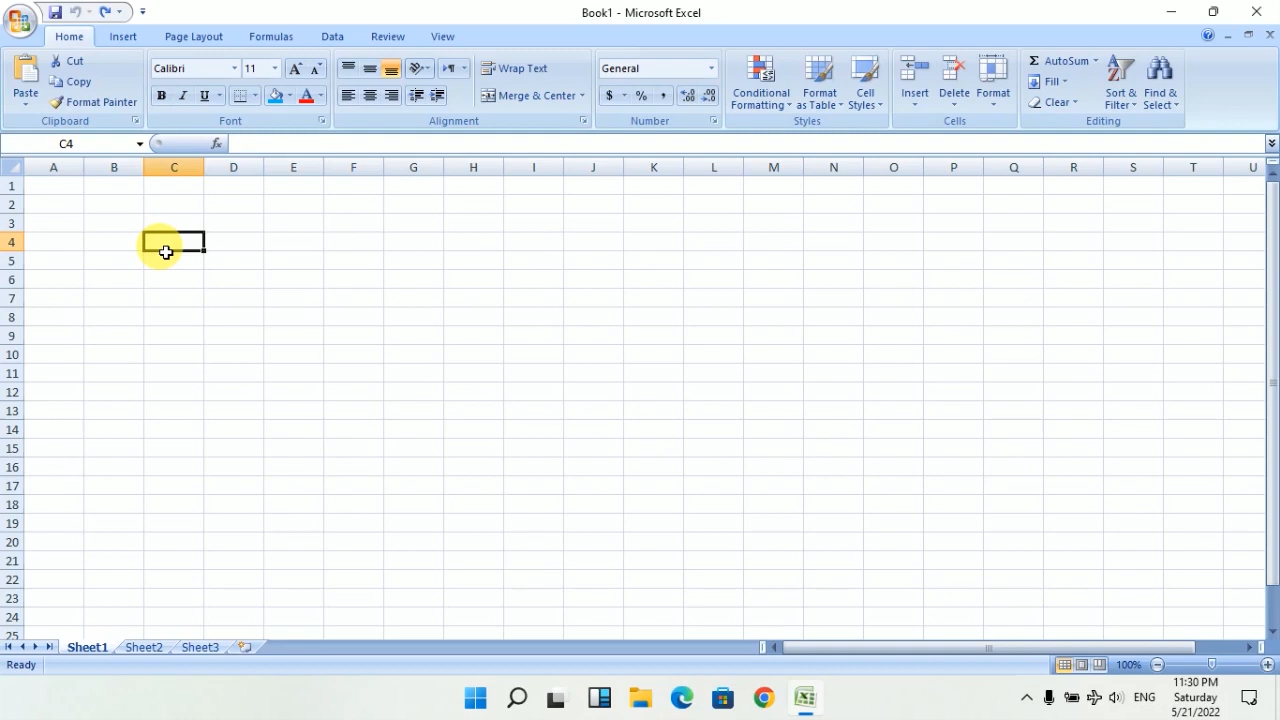 Book1 - Microsoft Excel
Home Insert Page Layout Formulas Data Review View
Paste Cut Copy Format Painter Clipboard
Calibri 11 B I U A Font
Wrap Text Merge & Center Alignment
General $ % , Number
Conditional Formatting Format as Table Cell Styles Styles
Insert Delete Format Cells
Σ AutoSum Fill Clear Sort & Filter Find & Select Editing
C4 fx
A B C D E F G H I J K L M N O P Q R S T U
1
2
3
4
5
6
7
8
9
10
11
12
13
14
15
16
17
18
19
20
21
22
23
24
25
Sheet1 Sheet2 Sheet3
Ready 100%
ENG 11:30 PM
Saturday
5/21/2022